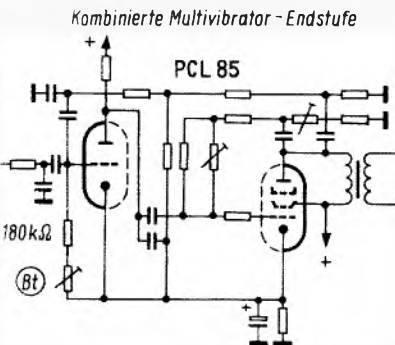 Kombinierte Multivibrator-Endstufe
PCL 85
+
180kΩ
Bt
+
+